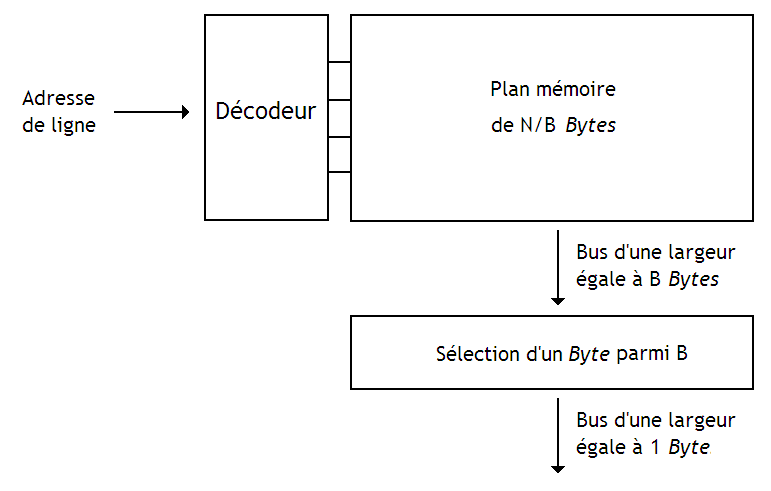 Adresse
de ligne
Décodeur
Plan mémoire
de N/B Bytes
Bus d'une largeur
égale à B Bytes
Sélection d'un Byte parmi B
Bus d'une largeur
égale à 1 Byte